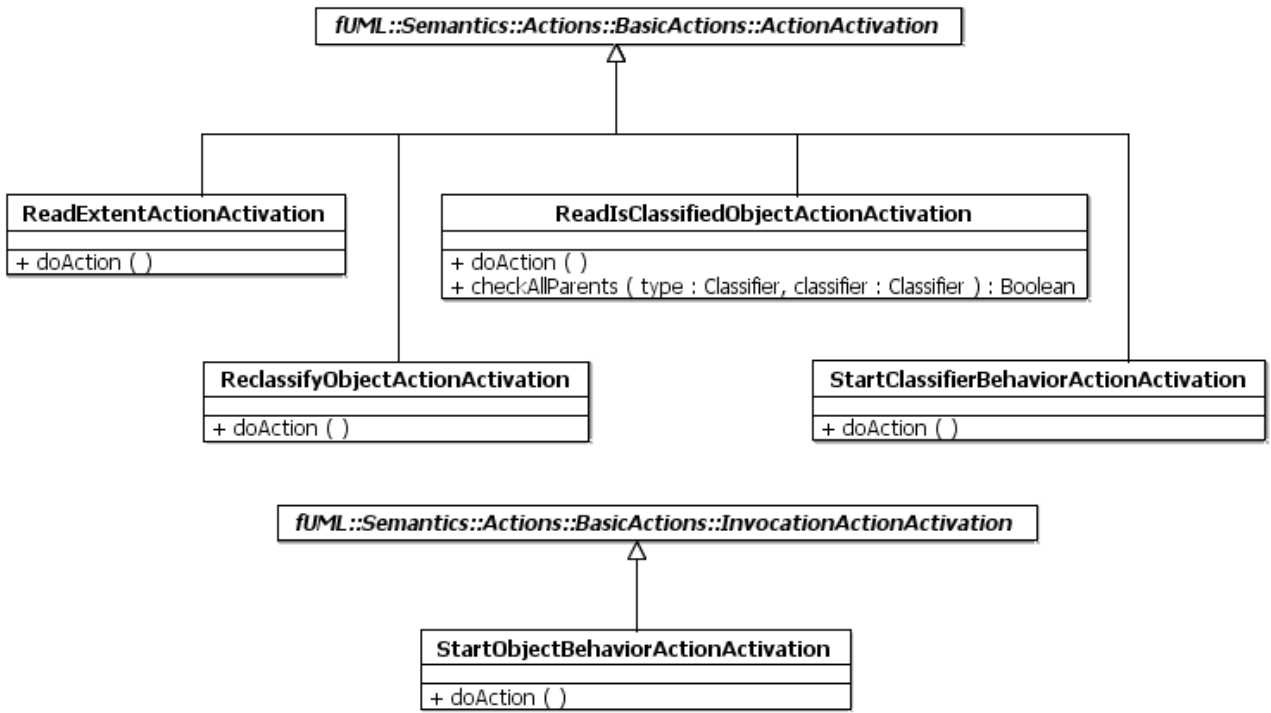 fUML::Semantics::Actions::BasicActions::ActionActivation
ReadExtentActionActivation
+ doAction ( )
ReadIsClassifiedObjectActionActivation
+ doAction ( )
+ checkAllParents ( type : Classifier, classifier : Classifier ) : Boolean
ReclassifyObjectActionActivation
+ doAction ( )
StartClassifierBehaviorActionActivation
+ doAction ( )
fUML::Semantics::Actions::BasicActions::InvocationActionActivation
StartObjectBehaviorActionActivation
+ doAction ( )